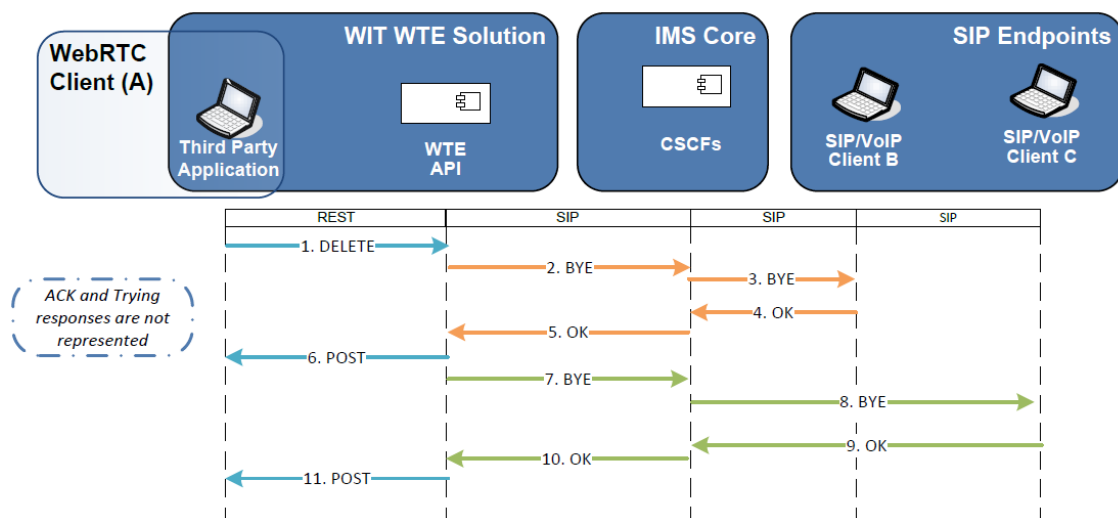 WIT WTE Solution
IMS Core
SIP Endpoints
WebRTC
Client (A)
Third Party
Application
WTE
API
CSCFs
SIP/VoIP
Client B
SIP/VoIP
Client C
REST
SIP
SIP
SIP
1. DELETE
2. BYE
3. BYE
ACK and Trying
responses are not
represented
4. OK
5. OK
6. POST
7. BYE
8. BYE
9. OK
10. OK
11. POST